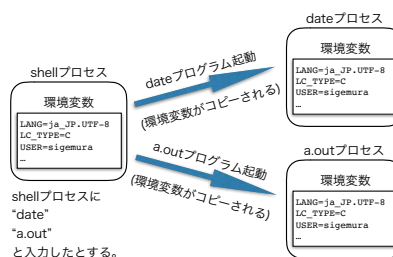 shellプロセス
環境変数
LANG=ja_JP.UTF-8
LC_TYPE=C
USER=sigemura
…
shellプロセスに
“date”
“a.out”
と入力したとする。
dateプログラム起動
(環境変数がコピーされる)
a.outプログラム起動
(環境変数がコピーされる)
dateプロセス
環境変数
LANG=ja_JP.UTF-8
LC_TYPE=C
USER=sigemura
…
a.outプロセス
環境変数
LANG=ja_JP.UTF-8
LC_TYPE=C
USER=sigemura
…